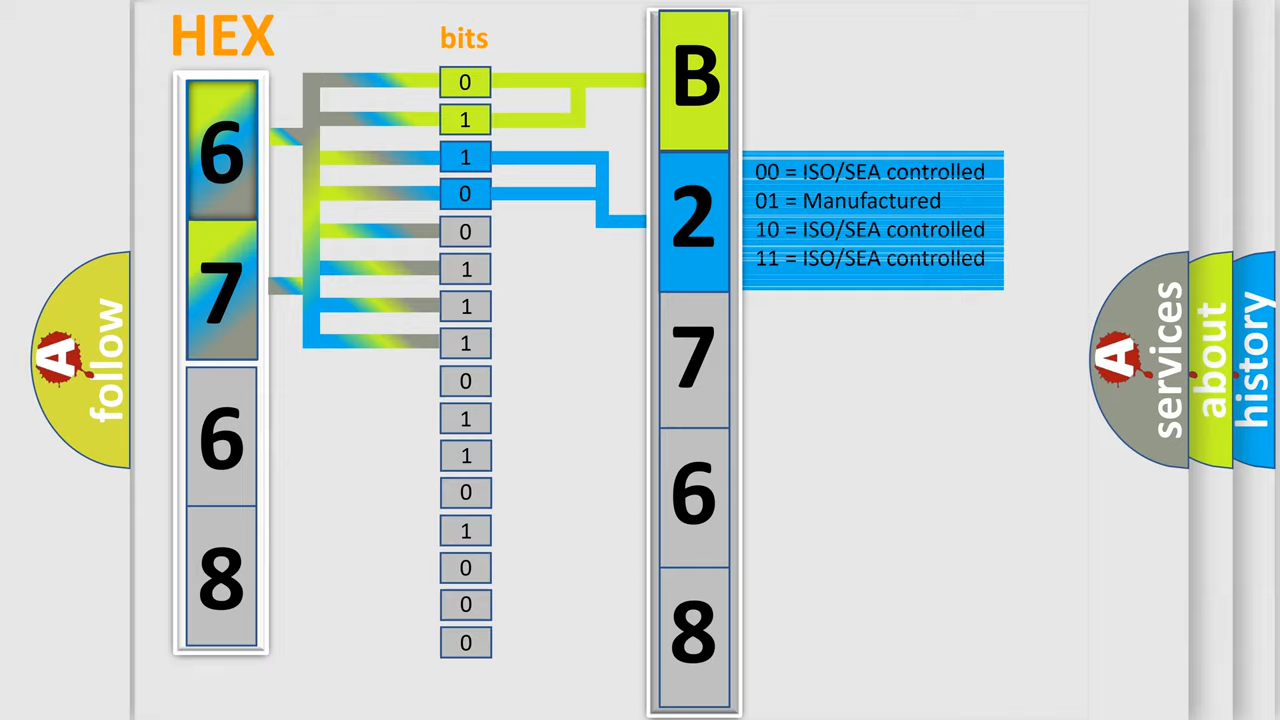 HEX
bits
6
7
6
8
0
1
1
0
0
1
1
1
0
1
1
0
1
0
0
0
B
2
7
6
8
00 = ISO/SEA controlled
01 = Manufactured
10 = ISO/SEA controlled
11 = ISO/SEA controlled
A
follow
A
services
about
history